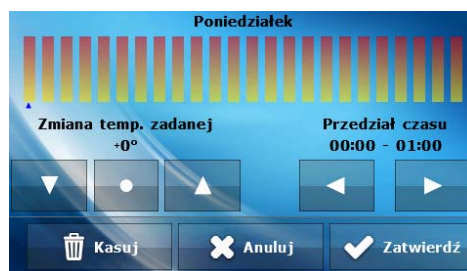 Poniedziałek
Zmiana temp. zadanej
+0°
Przedział czasu
00:00 - 01:00
Kasuj
Anuluj
Zatwierdź